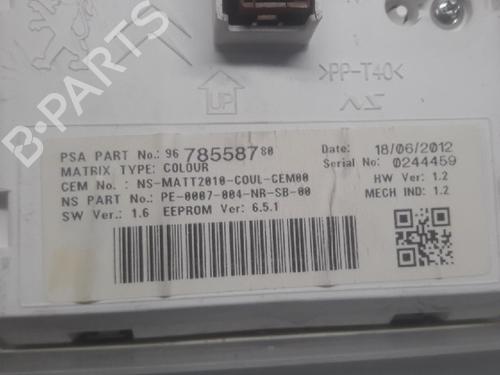 >PP-T40<
UP
NS
PSA PART No.: 96 785587 80
Date: 18/06/2012
MATRIX TYPE: COLOUR
Serial No: 0244459
CEM No. : NS-MATT2010-COUL-CEM00
HW Ver: 1.2
NS PART No.: PE-0007-004-NR-SB-00
MECH IND: 1.2
SW Ver.: 1.6 EEPROM Ver: 6.5.1
B-PARTS